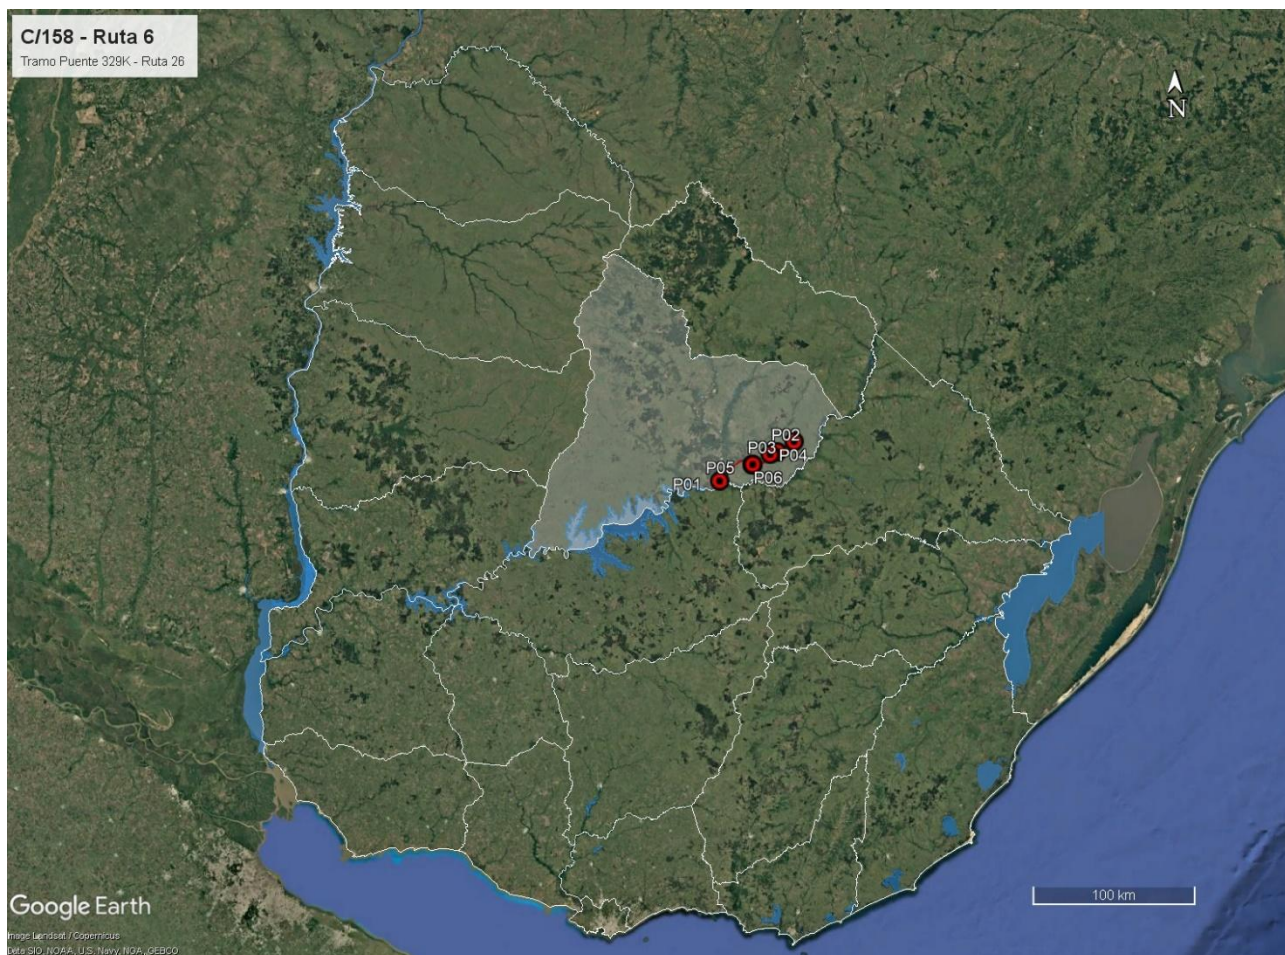 C/158 - Ruta 6
Tramo Puente 329K - Ruta 26
N
P02
P03
P04
P05
P06
P01
100 km
Google Earth
Image Landsat / Copernicus
Data SIO, NOAA, U.S. Navy, NGA, GEBCO